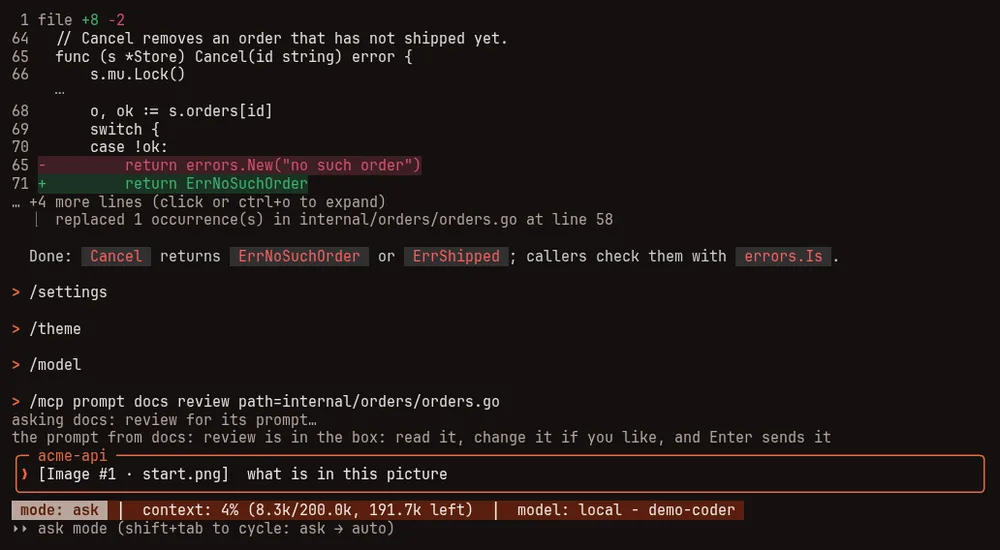 1 file +8 -2
64 // Cancel removes an order that has not shipped yet.
65 func (s *Store) Cancel(id string) error {
66 s.mu.Lock()
…
68 o, ok := s.orders[id]
69 switch {
70 case !ok:
65 - return errors.New("no such order")
71 + return ErrNoSuchOrder
… +4 more lines (click or ctrl+o to expand)
replaced 1 occurrence(s) in internal/orders/orders.go at line 58
Done: Cancel returns ErrNoSuchOrder or ErrShipped ; callers check them with errors.Is .
> /settings
> /theme
> /model
> /mcp prompt docs review path=internal/orders/orders.go
asking docs: review for its prompt…
the prompt from docs: review is in the box: read it, change it if you like, and Enter sends it
acme-api
❯ [Image #1 · start.png] what is in this picture
mode: ask | context: 4% (8.3k/200.0k, 191.7k left) | model: local - demo-coder
▸▸ ask mode (shift+tab to cycle: ask → auto)